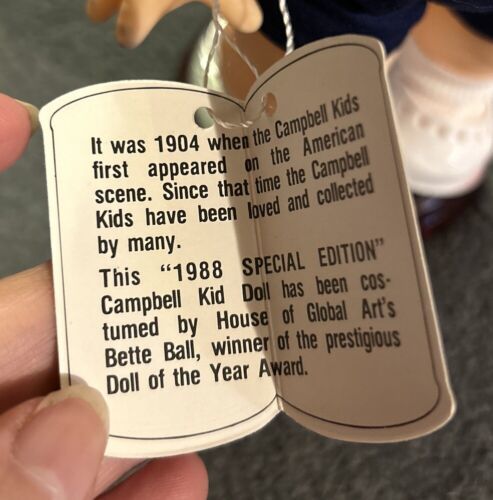 It was 1904 when the Campbell Kids
first appeared on the American
scene. Since that time the Campbell
Kids have been loved and collected
by many.
This “1988 SPECIAL EDITION”
Campbell Kid Doll has been cos-
tumed by House of Global Art's
Bette Ball, winner of the prestigious
Doll of the Year Award.